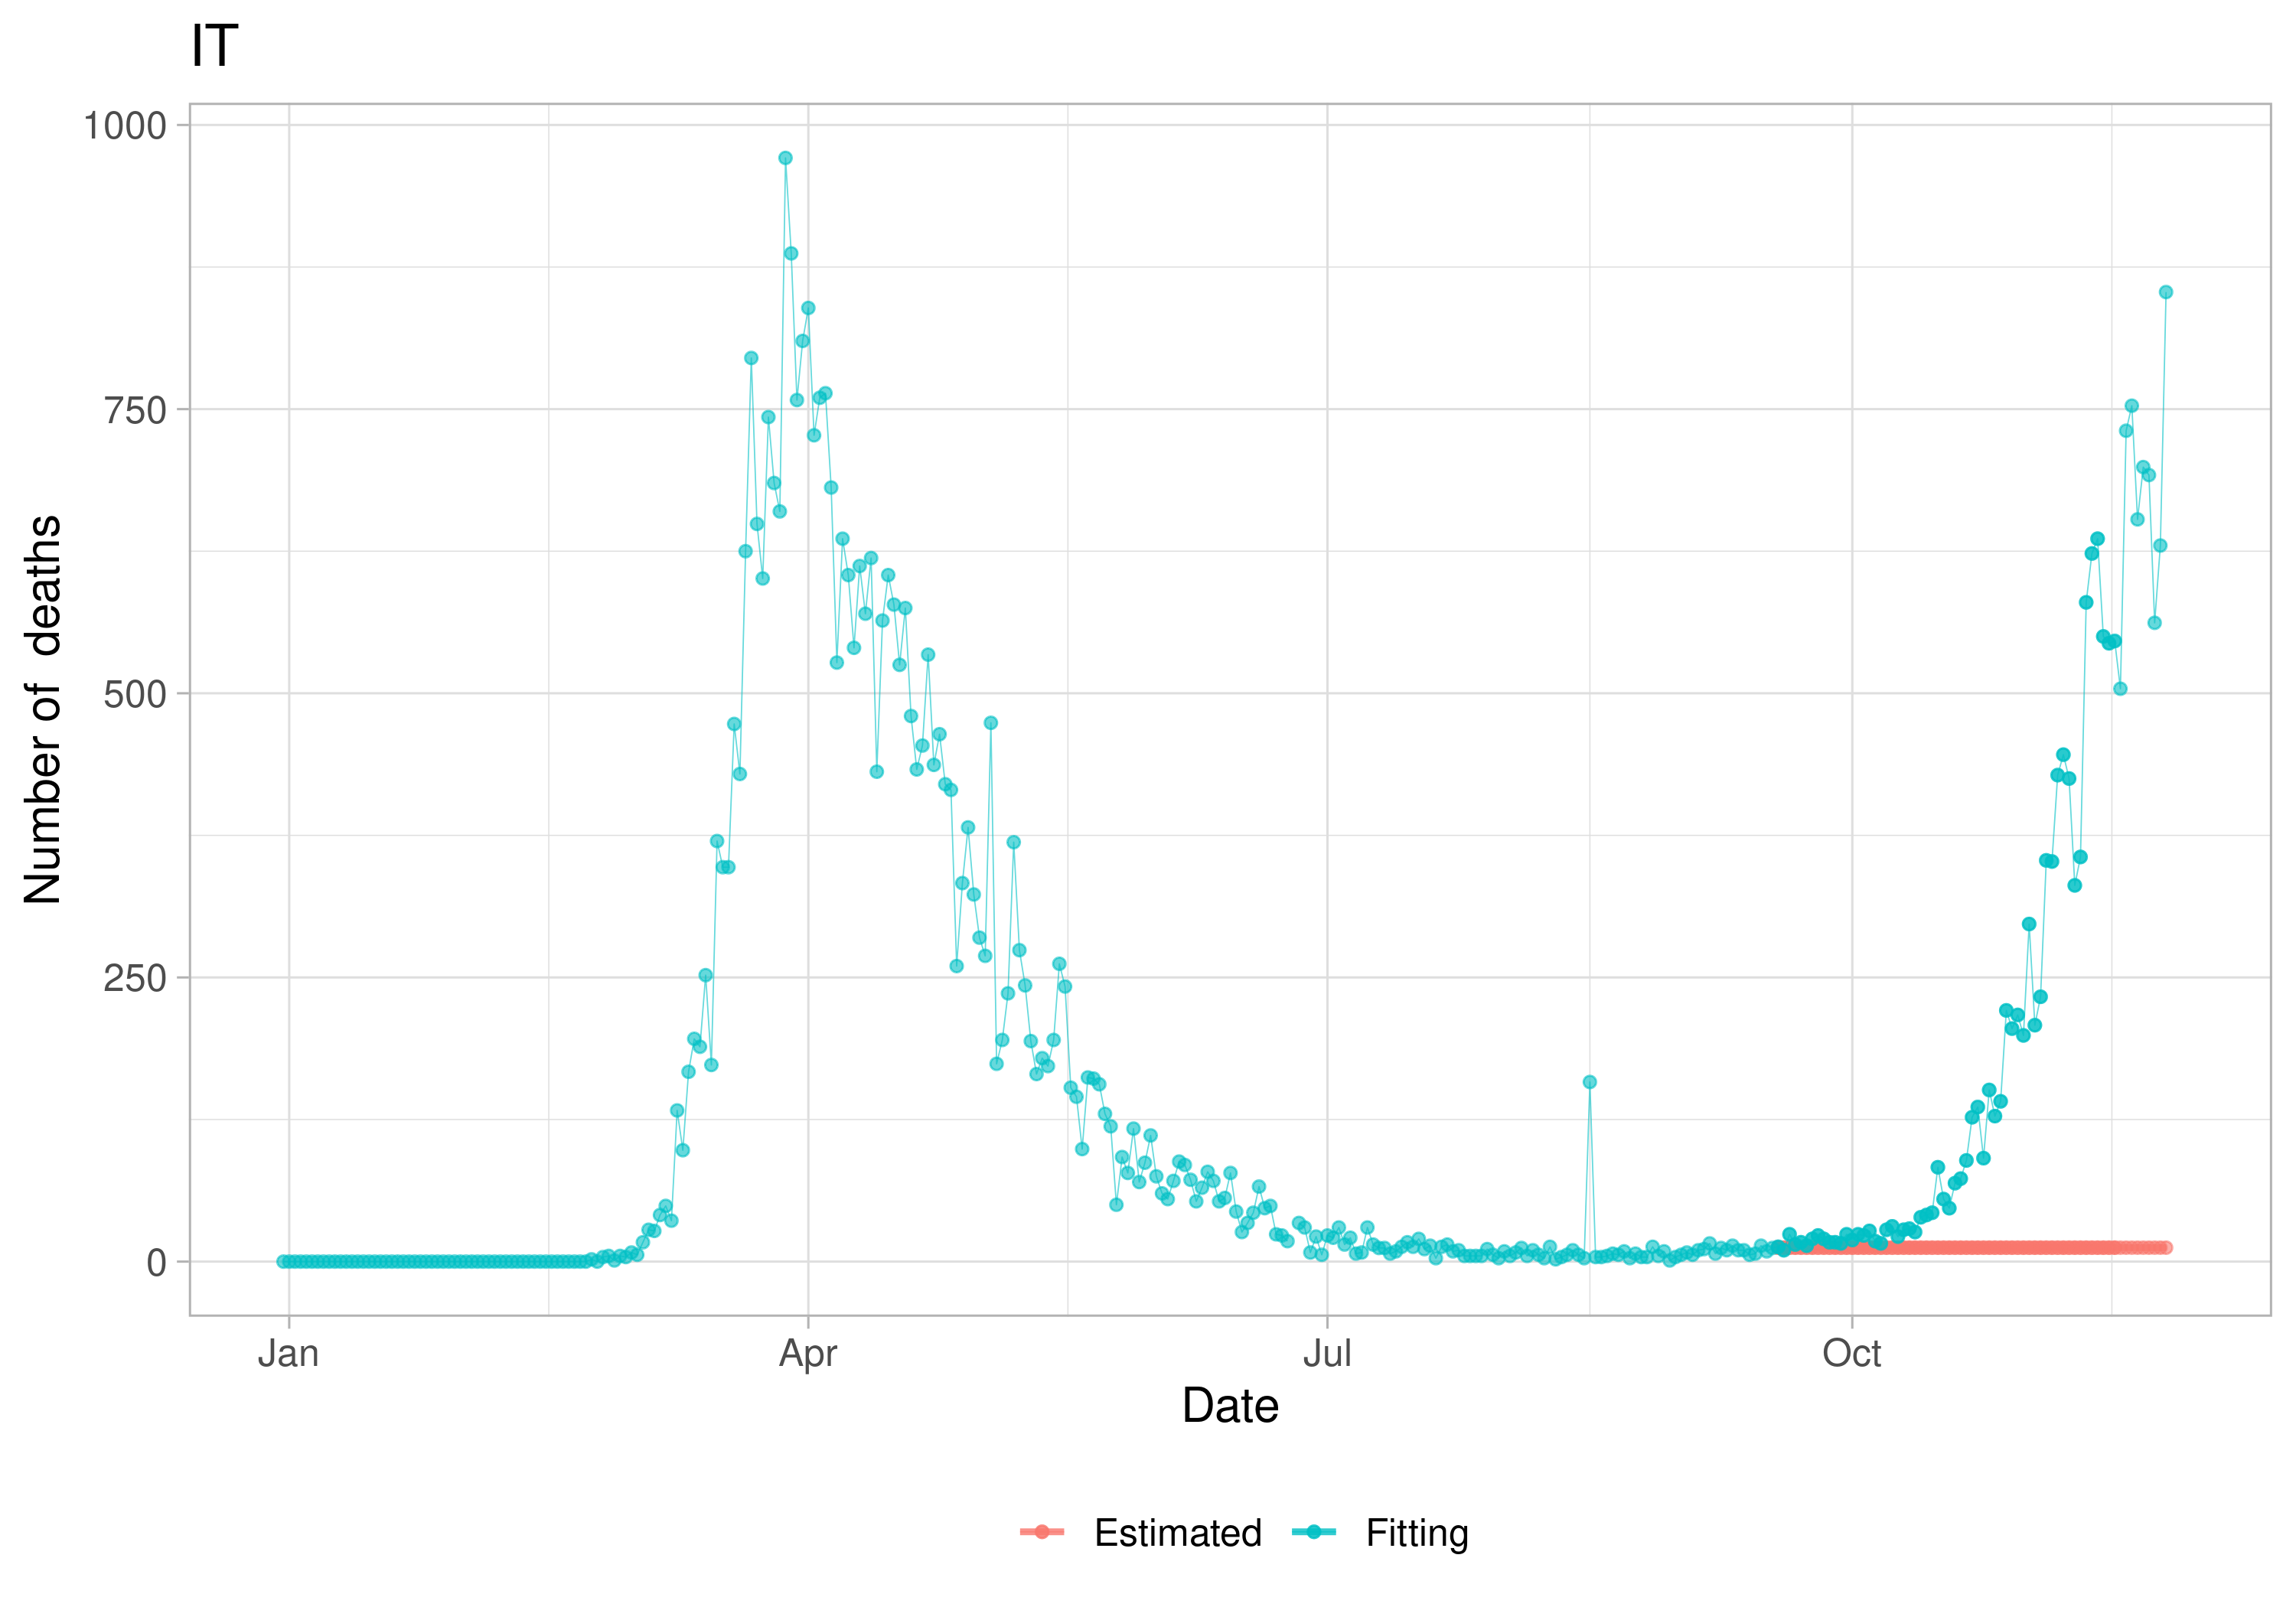 IT
1000
750
500
250
0
Number of deaths
Jan Apr Jul Oct
Date
Estimated Fitting